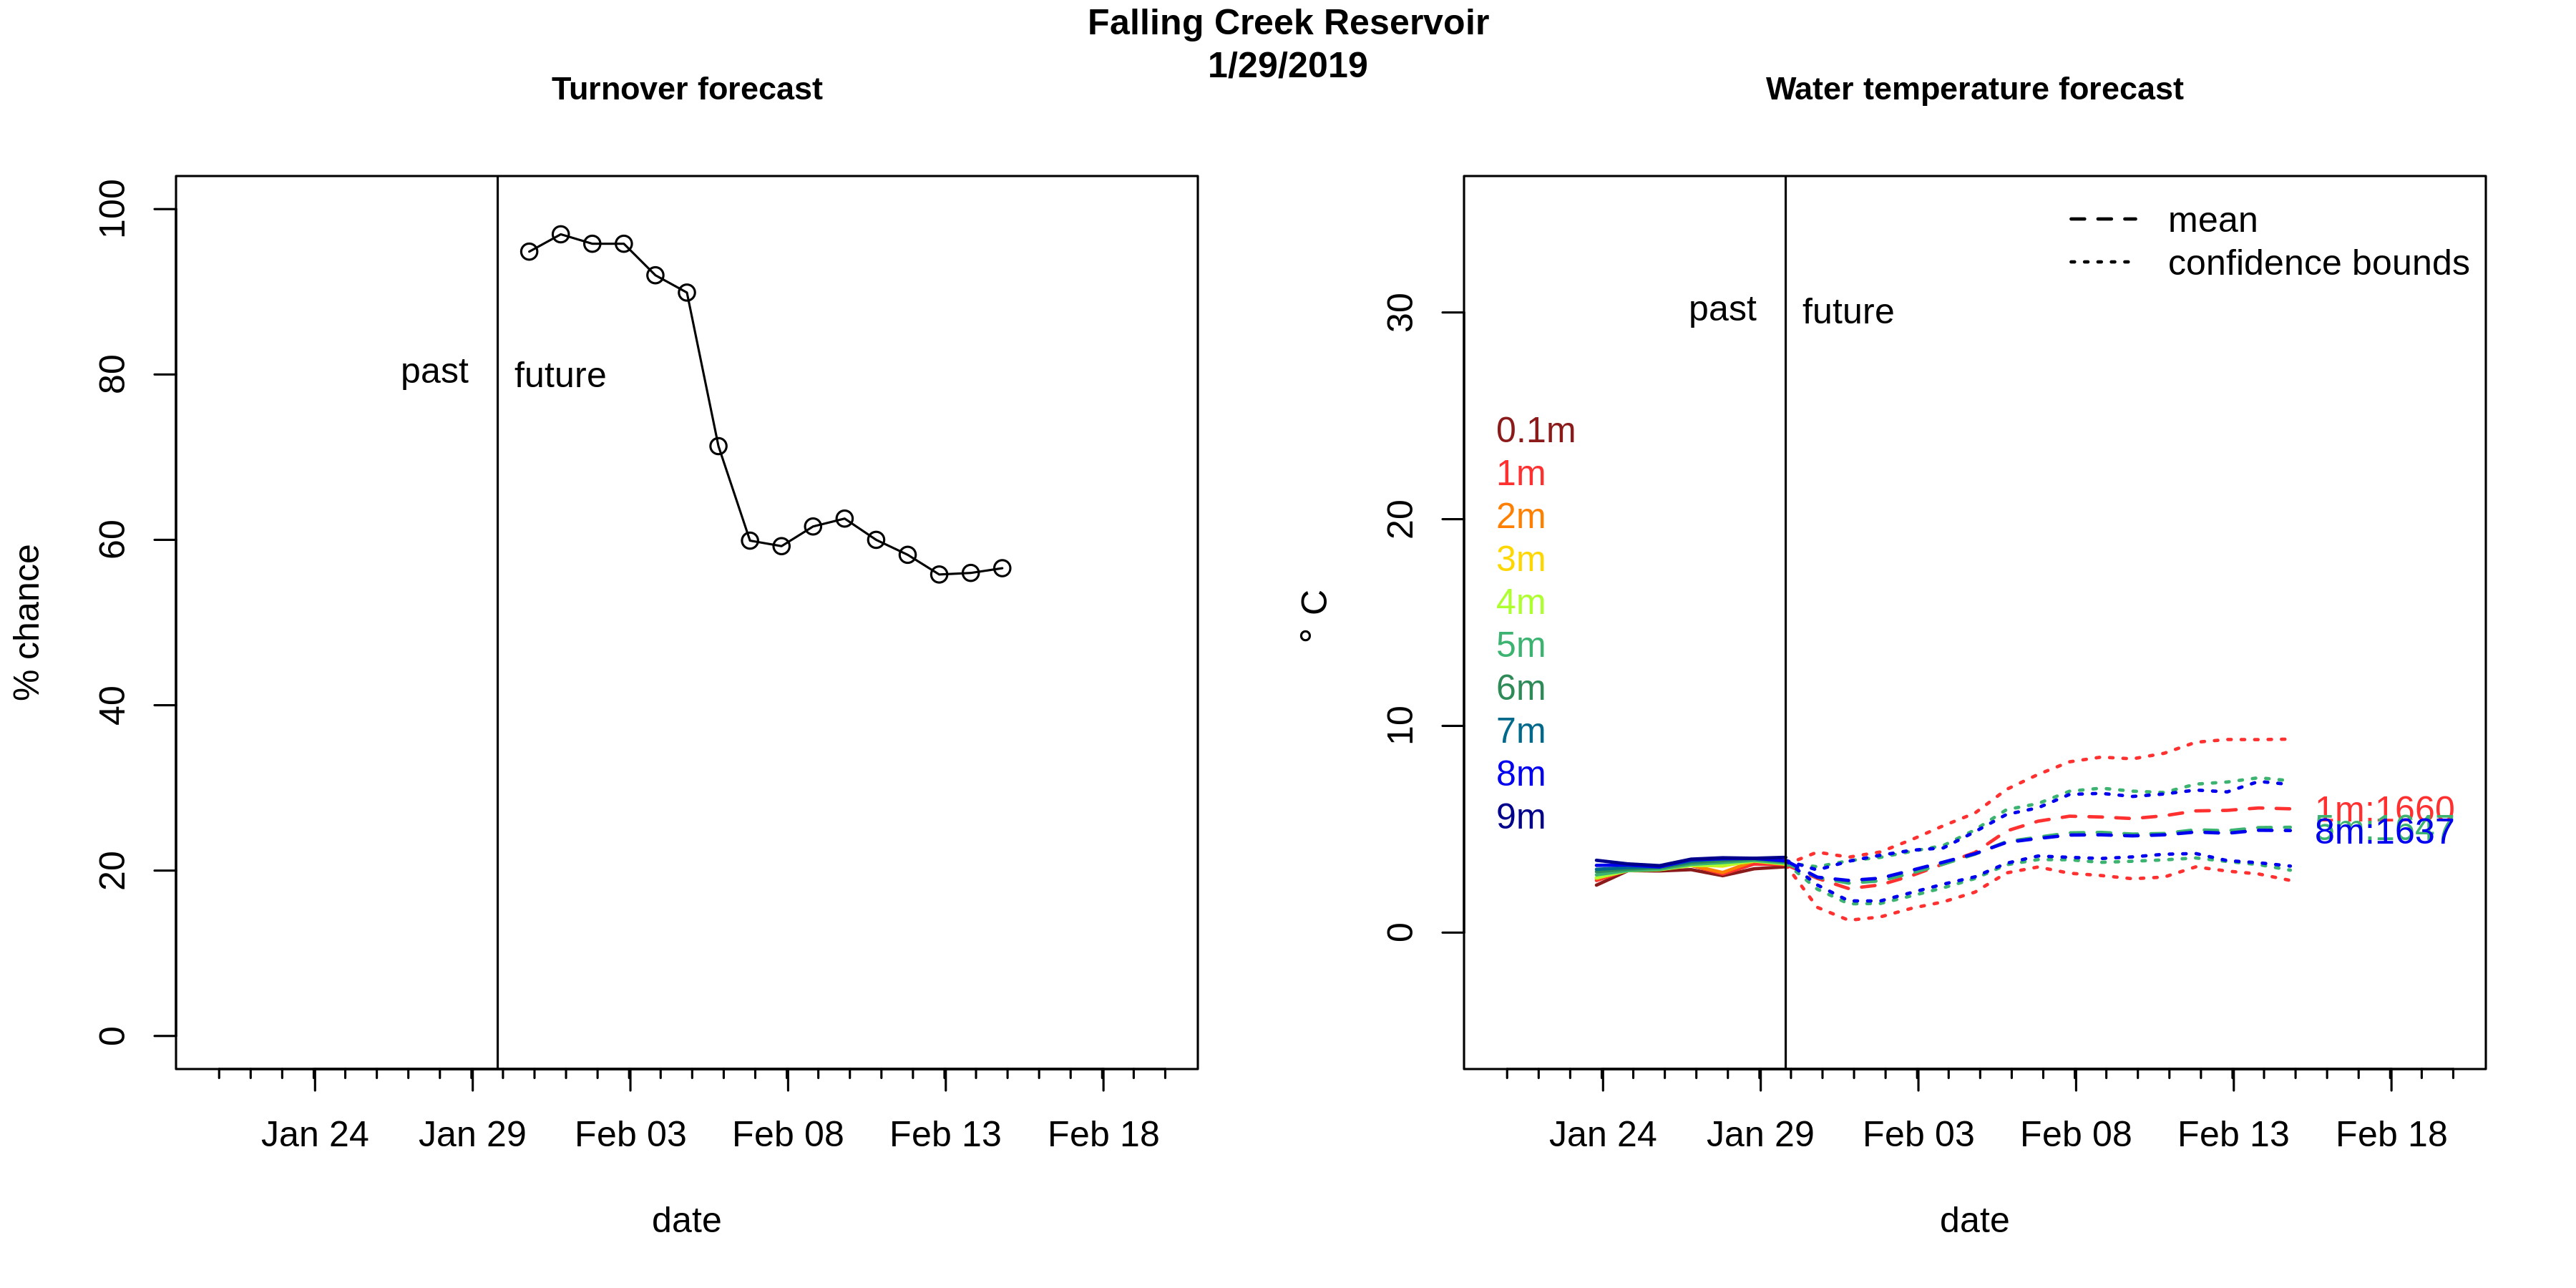 Falling Creek Reservoir
1/29/2019
Turnover forecast
% chance
100
80
60
40
20
0
past
future
Jan 24
Jan 29
Feb 03
Feb 08
Feb 13
Feb 18
date
Water temperature forecast
° C
30
20
10
0
mean
confidence bounds
past
future
0.1m
1m
2m
3m
4m
5m
6m
7m
8m
9m
1m:1660
8m:1637
Jan 24
Jan 29
Feb 03
Feb 08
Feb 13
Feb 18
date